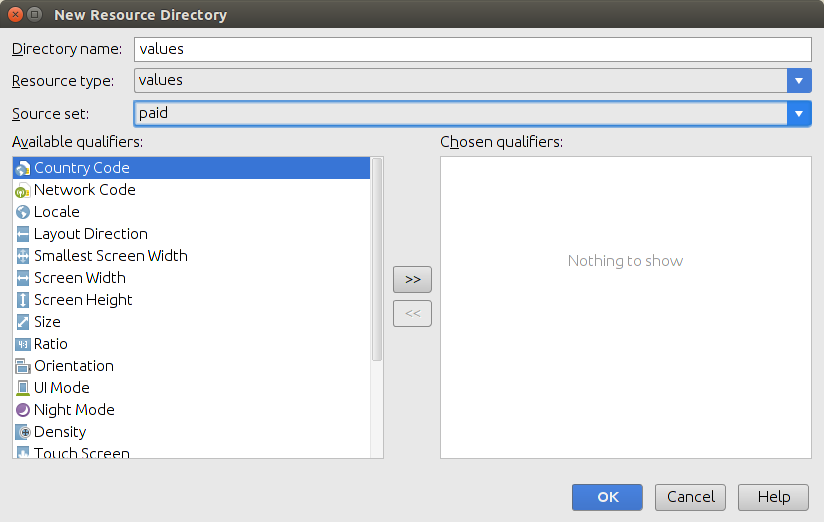 New Resource Directory
Directory name: values
Resource type: values
Source set: paid
Available qualifiers:
Chosen qualifiers:
Country Code
Network Code
Locale
Layout Direction
Smallest Screen Width
Screen Width
Screen Height
Size
4:3 Ratio
Orientation
UI Mode
Night Mode
Density
Touch Screen
>>
<<
Nothing to show
OK
Cancel
Help